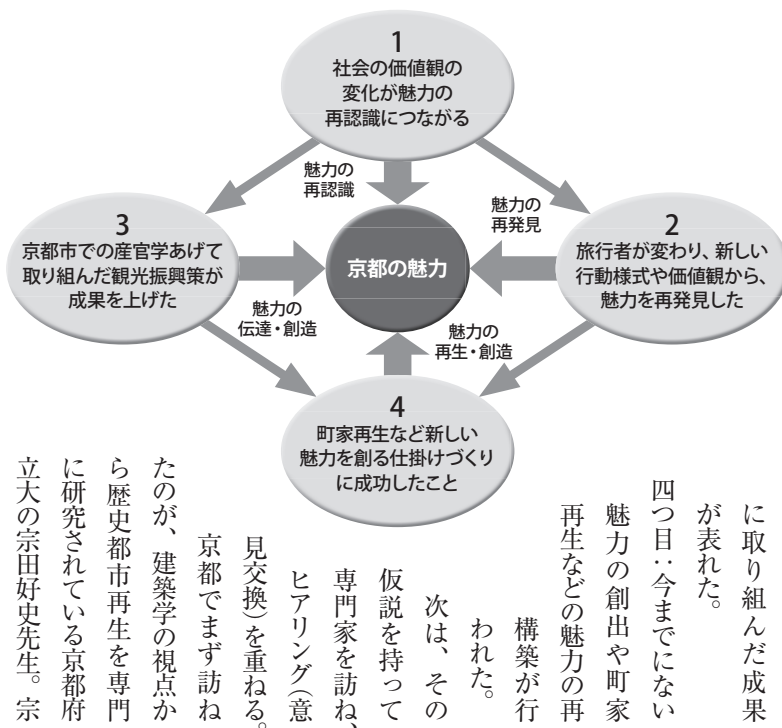 1
社会の価値観の
変化が魅力の
再認識につながる
魅力の
再認識
魅力の
再発見
3
京都市での産官学あげて
取り組んだ観光振興策が
成果を上げた
京都の魅力
2
旅行者が変わり、新しい
行動様式や価値観から、
魅力を再発見した
魅力の
伝達・創造
魅力の
再生・創造
4
町家再生など新しい
魅力を創る仕掛けづくり
に成功したこと
に取り組んだ成果
が表れた。
四つ目：今までにない
魅力の創出や町家
再生などの魅力の再
構築が行
われた。
次は、その
仮説を持って
専門家を訪ね、
ヒアリング（意
見交換）を重ねる。
京都でまず訪ね
たのが、建築学の視点か
ら歴史都市再生を専門
に研究されている京都府
立大の宗田好史先生。宗